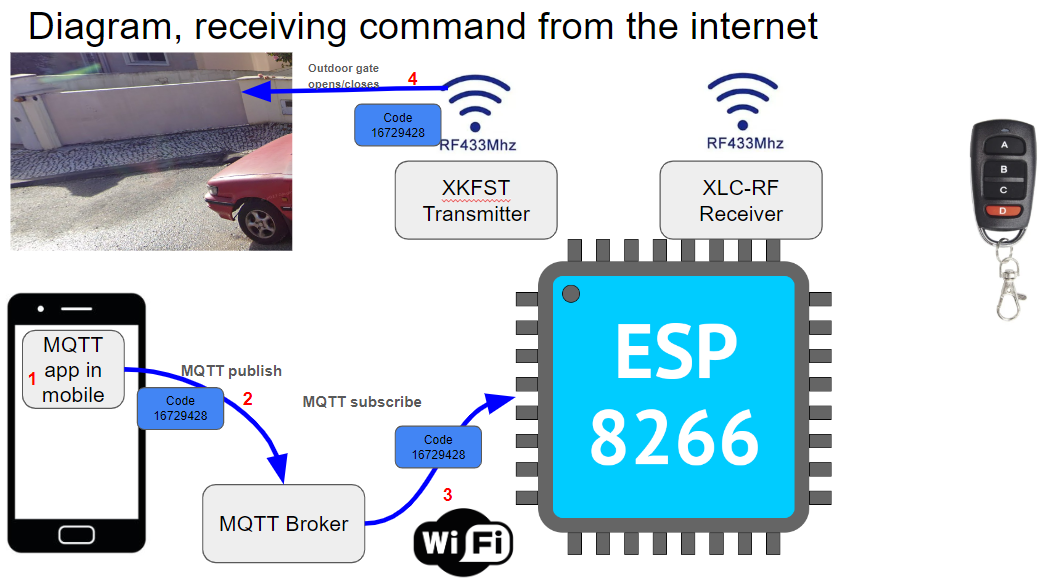 Diagram, receiving command from the internet
Outdoor gate
opens/closes
4
Code
16729428
RF433Mhz
RF433Mhz
XKFST
Transmitter
XLC-RF
Receiver
A
B
C
D
MQTT
app in
mobile
1
MQTT publish
Code
16729428
2
MQTT subscribe
Code
16729428
3
MQTT Broker
Wi Fi
ESP
8266